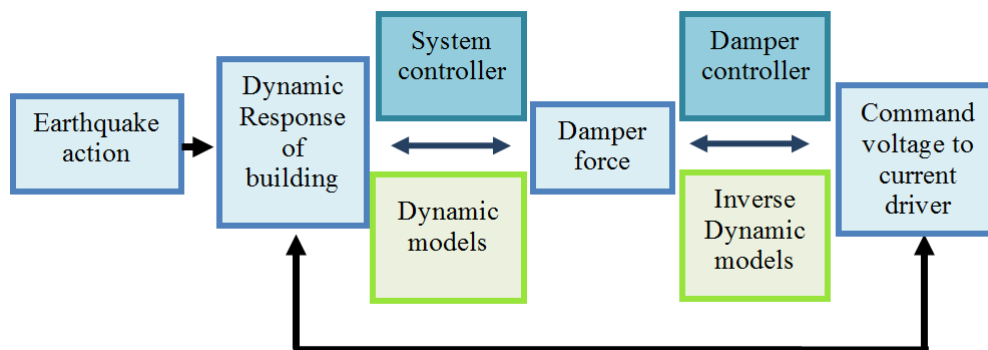 Earthquake
action
Dynamic
Response
of
building
System
controller
Dynamic
models
Damper
force
Damper
controller
Inverse
Dynamic
models
Command
voltage to
current
driver